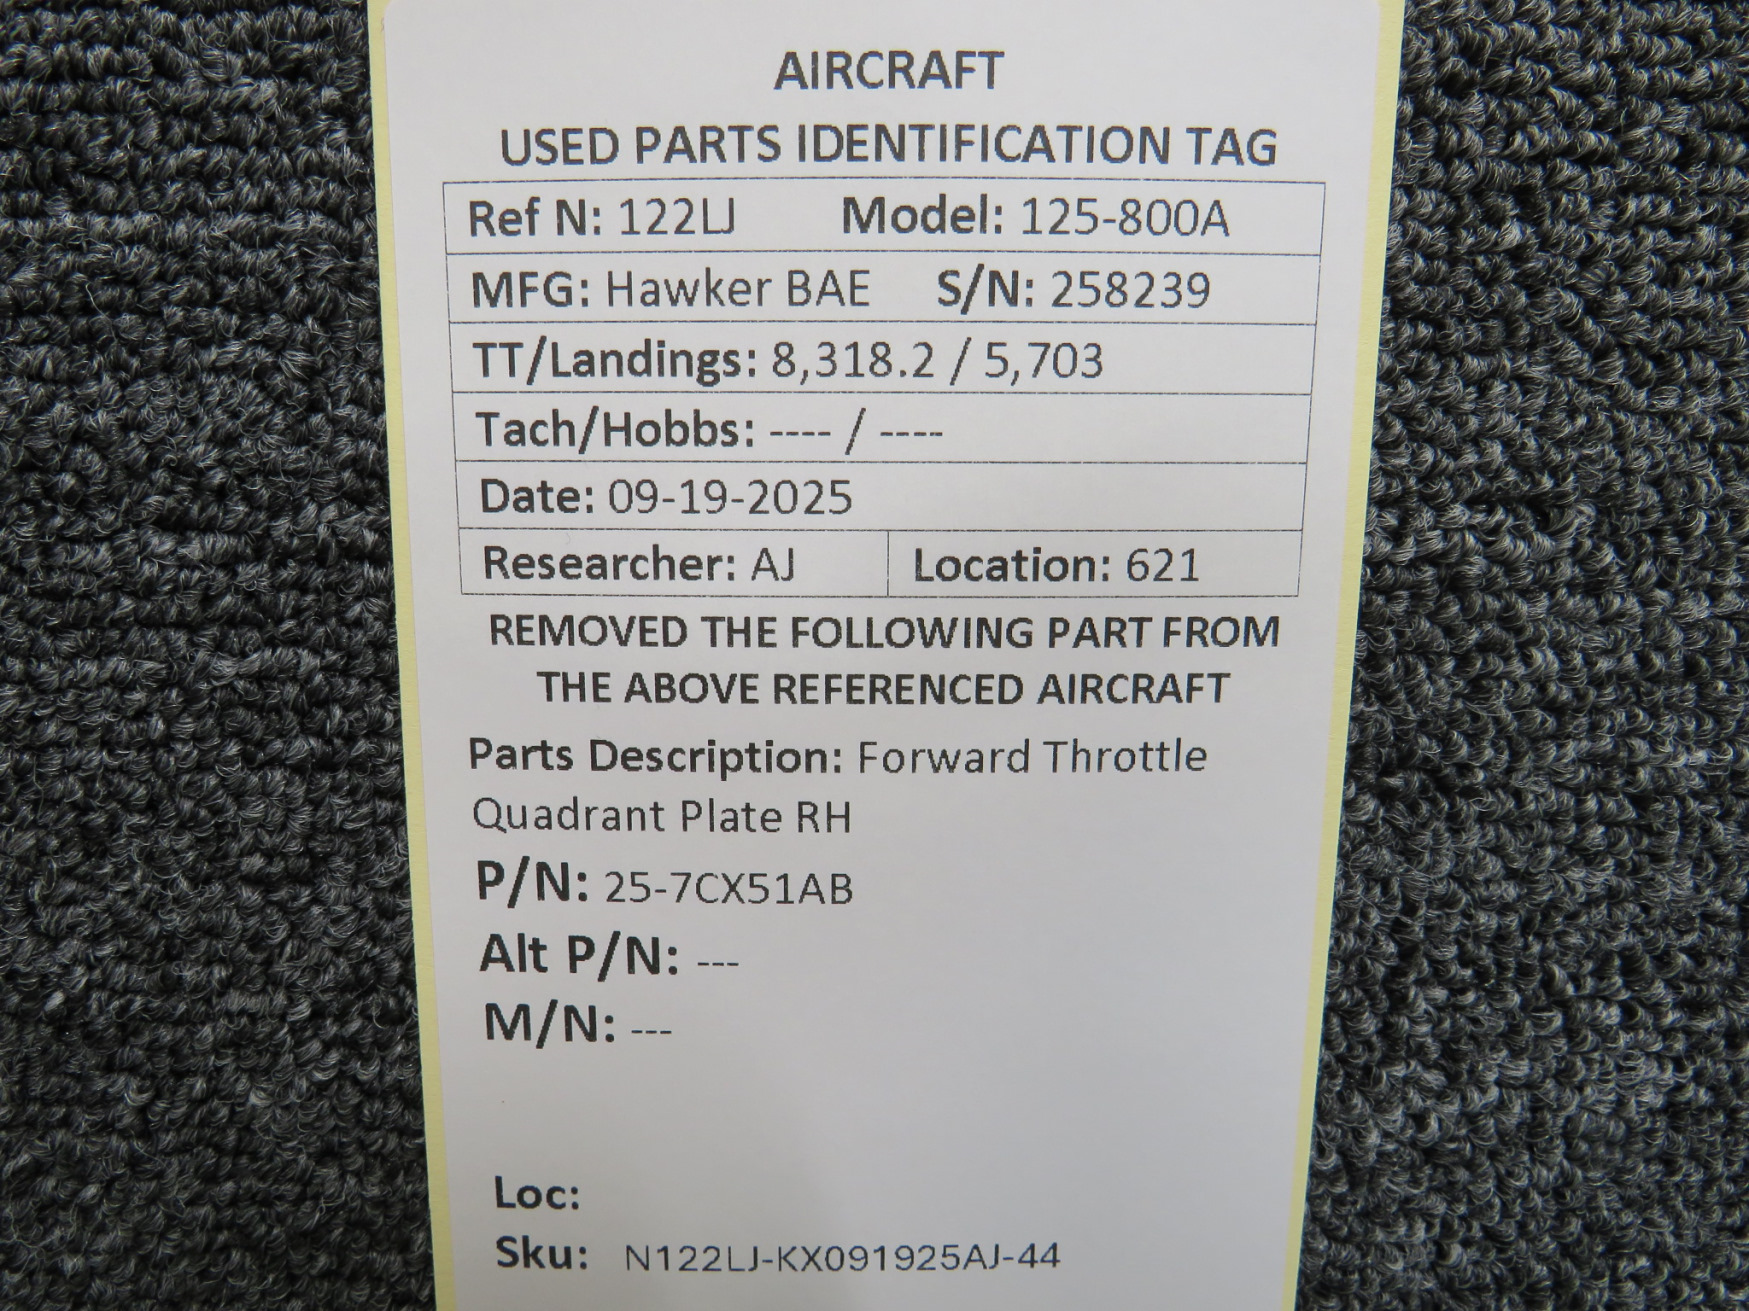 AIRCRAFT
USED PARTS IDENTIFICATION TAG
Ref N: 122LJ Model: 125-800A
MFG: Hawker BAE S/N: 258239
TT/Landings: 8,318.2 / 5,703
Tach/Hobbs: ---- / ----
Date: 09-19-2025
Researcher: AJ Location: 621
REMOVED THE FOLLOWING PART FROM
THE ABOVE REFERENCED AIRCRAFT
Parts Description: Forward Throttle
Quadrant Plate RH
P/N: 25-7CX51AB
Alt P/N: ---
M/N: ---
Loc:
Sku: N122LJ-KX091925AJ-44